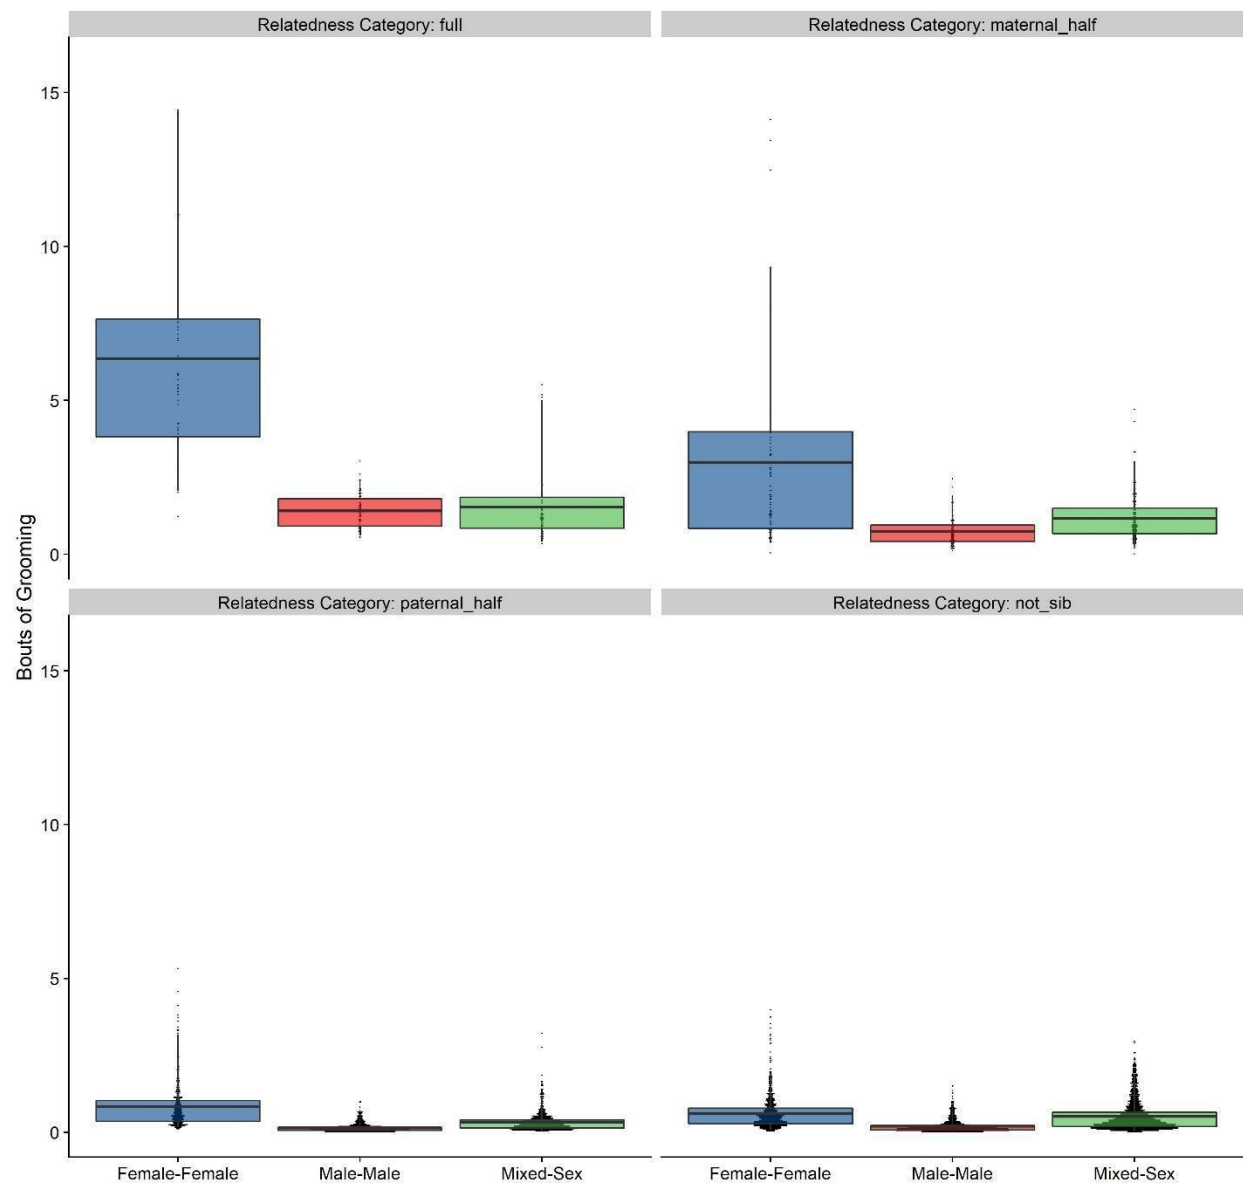 Relatedness Category: full
Relatedness Category: maternal_half
15
10
5
0
Bouts of Grooming
Relatedness Category: paternal_half
Relatedness Category: not_sib
15
10
5
0
Female-Female Male-Male Mixed-Sex
Female-Female Male-Male Mixed-Sex